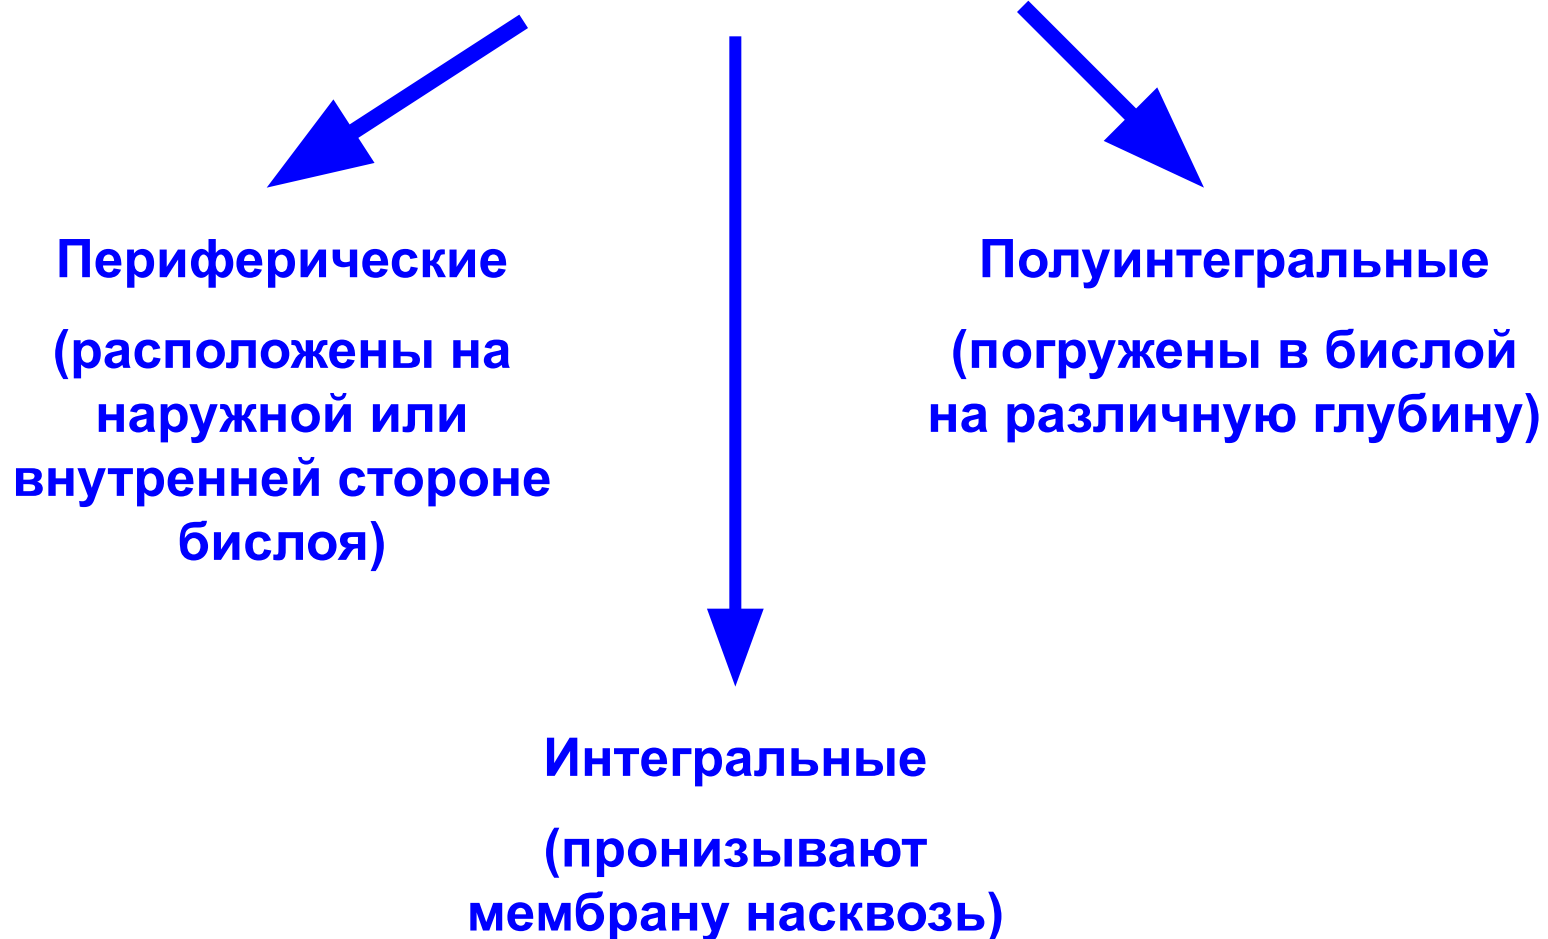 Периферические
(расположены на
наружной или
внутренней стороне
бислоя)
Полуинтегральные
(погружены в бислой
на различную глубину)
Интегральные
(пронизывают
мембрану насквозь)